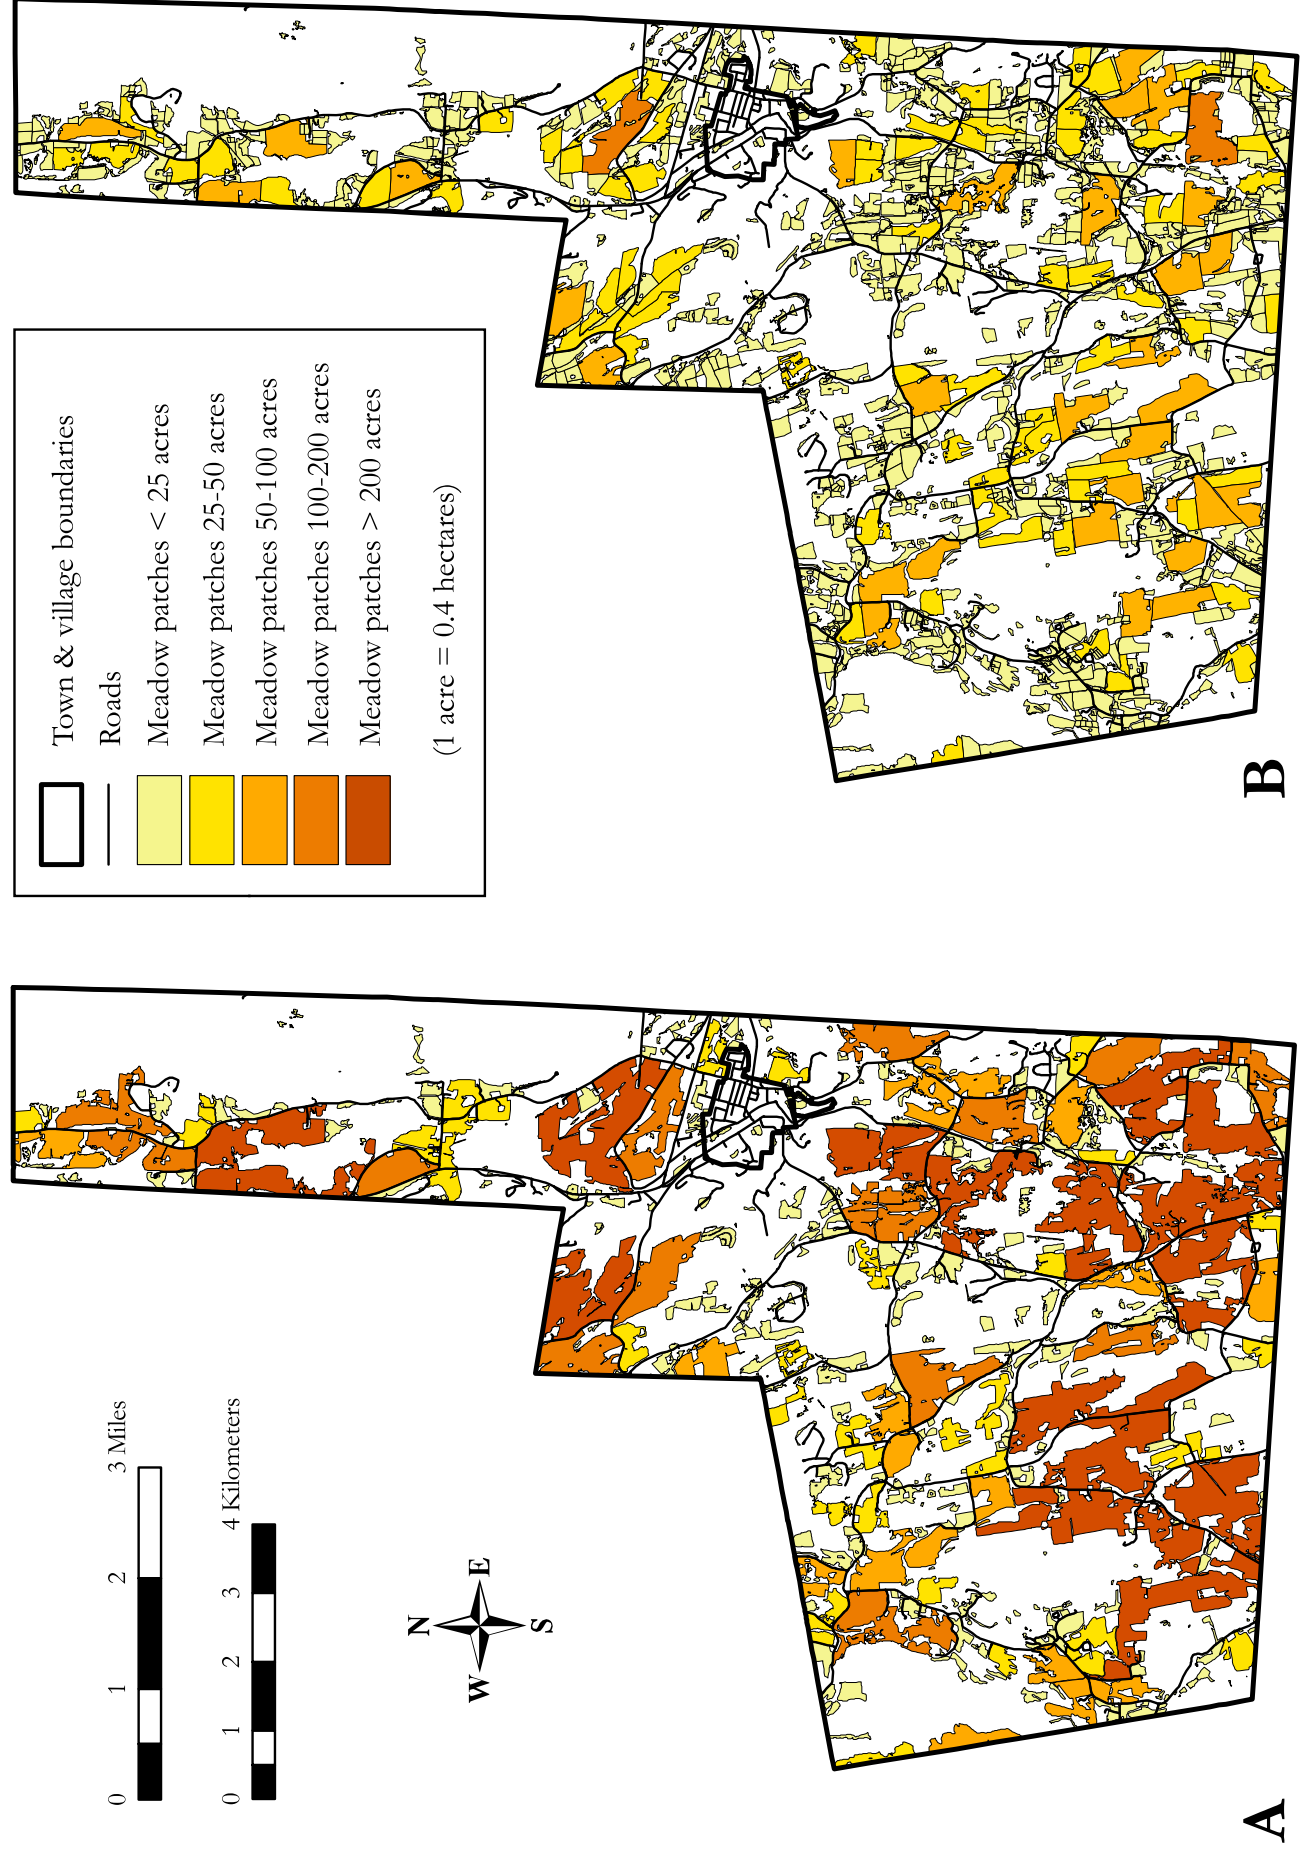 0 1 2 3 Miles
0 1 2 3 4 Kilometers
N
W E
S
A
Town & village boundaries
Roads
Meadow patches < 25 acres
Meadow patches 25-50 acres
Meadow patches 50-100 acres
Meadow patches 100-200 acres
Meadow patches > 200 acres
(1 acre = 0.4 hectares)
B